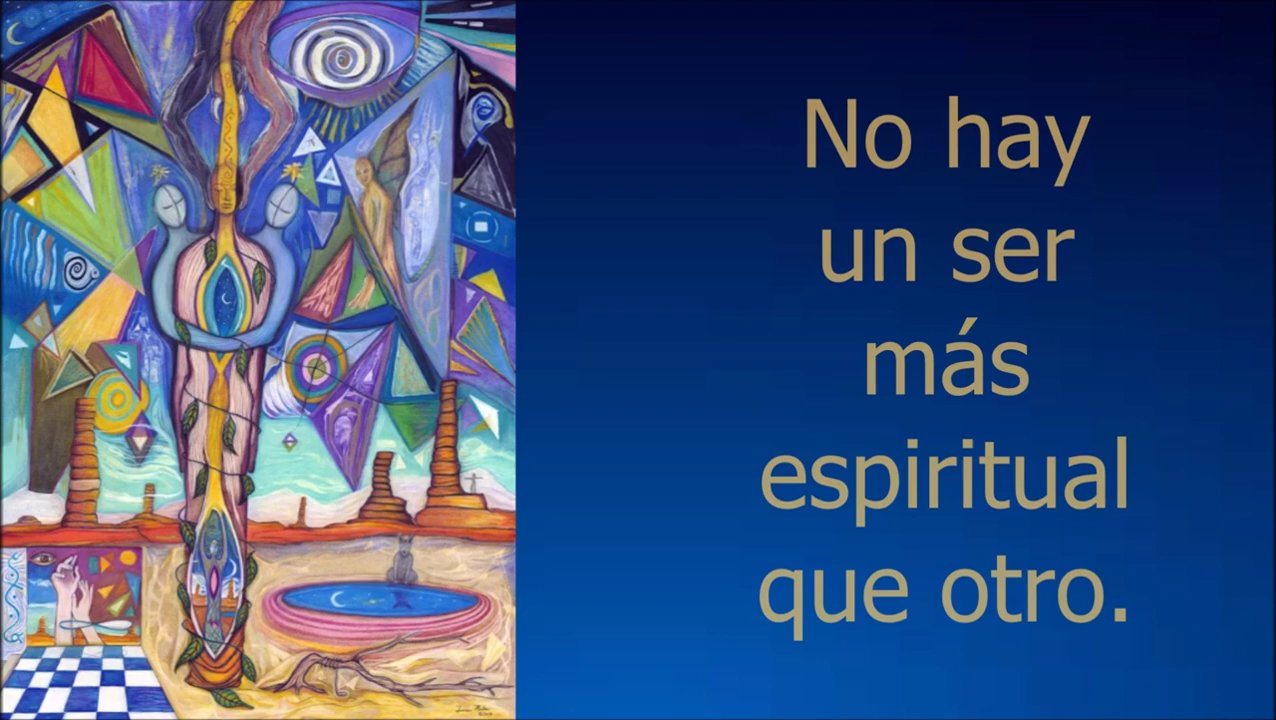 No hay
un ser
más
espiritual
que otro.